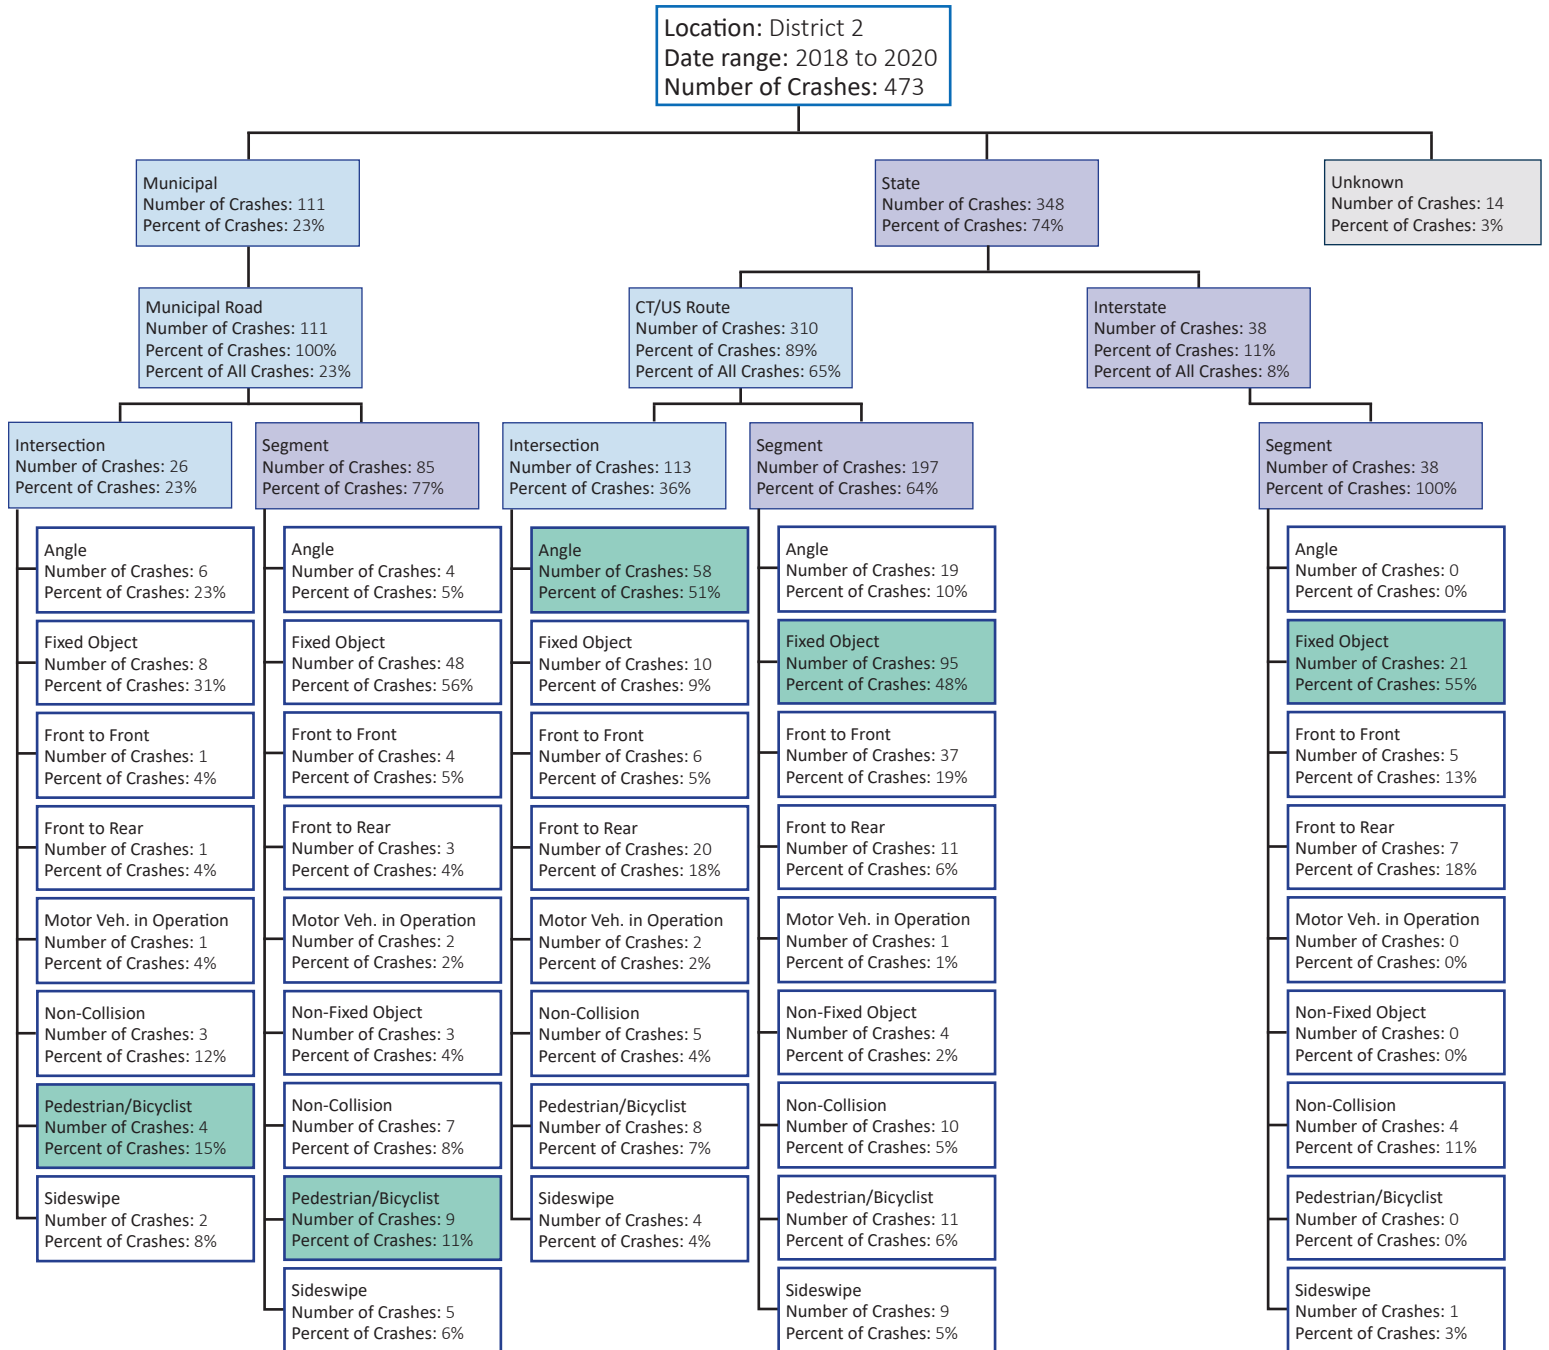 Location: District 2
Date range: 2018 to 2020
Number of Crashes: 473
Municipal
Number of Crashes: 111
Percent of Crashes: 23%
State
Number of Crashes: 348
Percent of Crashes: 74%
Unknown
Number of Crashes: 14
Percent of Crashes: 3%
Municipal Road
Number of Crashes: 111
Percent of Crashes: 100%
Percent of All Crashes: 23%
CT/US Route
Number of Crashes: 310
Percent of Crashes: 89%
Percent of All Crashes: 65%
Interstate
Number of Crashes: 38
Percent of Crashes: 11%
Percent of All Crashes: 8%
Intersection
Number of Crashes: 26
Percent of Crashes: 23%
Angle
Number of Crashes: 6
Percent of Crashes: 23%
Fixed Object
Number of Crashes: 8
Percent of Crashes: 31%
Front to Front
Number of Crashes: 1
Percent of Crashes: 4%
Front to Rear
Number of Crashes: 1
Percent of Crashes: 4%
Motor Veh. in Operation
Number of Crashes: 1
Percent of Crashes: 4%
Non-Collision
Number of Crashes: 3
Percent of Crashes: 12%
Pedestrian/Bicyclist
Number of Crashes: 4
Percent of Crashes: 15%
Sideswipe
Number of Crashes: 2
Percent of Crashes: 8%
Segment
Number of Crashes: 85
Percent of Crashes: 77%
Angle
Number of Crashes: 4
Percent of Crashes: 5%
Fixed Object
Number of Crashes: 48
Percent of Crashes: 56%
Front to Front
Number of Crashes: 4
Percent of Crashes: 5%
Front to Rear
Number of Crashes: 3
Percent of Crashes: 4%
Motor Veh. in Operation
Number of Crashes: 2
Percent of Crashes: 2%
Non-Fixed Object
Number of Crashes: 3
Percent of Crashes: 4%
Non-Collision
Number of Crashes: 7
Percent of Crashes: 8%
Pedestrian/Bicyclist
Number of Crashes: 9
Percent of Crashes: 11%
Sideswipe
Number of Crashes: 5
Percent of Crashes: 6%
Intersection
Number of Crashes: 113
Percent of Crashes: 36%
Angle
Number of Crashes: 58
Percent of Crashes: 51%
Fixed Object
Number of Crashes: 10
Percent of Crashes: 9%
Front to Front
Number of Crashes: 6
Percent of Crashes: 5%
Front to Rear
Number of Crashes: 20
Percent of Crashes: 18%
Motor Veh. in Operation
Number of Crashes: 2
Percent of Crashes: 2%
Non-Collision
Number of Crashes: 5
Percent of Crashes: 4%
Pedestrian/Bicyclist
Number of Crashes: 8
Percent of Crashes: 7%
Sideswipe
Number of Crashes: 4
Percent of Crashes: 4%
Segment
Number of Crashes: 197
Percent of Crashes: 64%
Angle
Number of Crashes: 19
Percent of Crashes: 10%
Fixed Object
Number of Crashes: 95
Percent of Crashes: 48%
Front to Front
Number of Crashes: 37
Percent of Crashes: 19%
Front to Rear
Number of Crashes: 11
Percent of Crashes: 6%
Motor Veh. in Operation
Number of Crashes: 1
Percent of Crashes: 1%
Non-Fixed Object
Number of Crashes: 4
Percent of Crashes: 2%
Non-Collision
Number of Crashes: 10
Percent of Crashes: 5%
Pedestrian/Bicyclist
Number of Crashes: 11
Percent of Crashes: 6%
Sideswipe
Number of Crashes: 9
Percent of Crashes: 5%
Segment
Number of Crashes: 38
Percent of Crashes: 100%
Angle
Number of Crashes: 0
Percent of Crashes: 0%
Fixed Object
Number of Crashes: 21
Percent of Crashes: 55%
Front to Front
Number of Crashes: 5
Percent of Crashes: 13%
Front to Rear
Number of Crashes: 7
Percent of Crashes: 18%
Motor Veh. in Operation
Number of Crashes: 0
Percent of Crashes: 0%
Non-Fixed Object
Number of Crashes: 0
Percent of Crashes: 0%
Non-Collision
Number of Crashes: 4
Percent of Crashes: 11%
Pedestrian/Bicyclist
Number of Crashes: 0
Percent of Crashes: 0%
Sideswipe
Number of Crashes: 1
Percent of Crashes: 3%